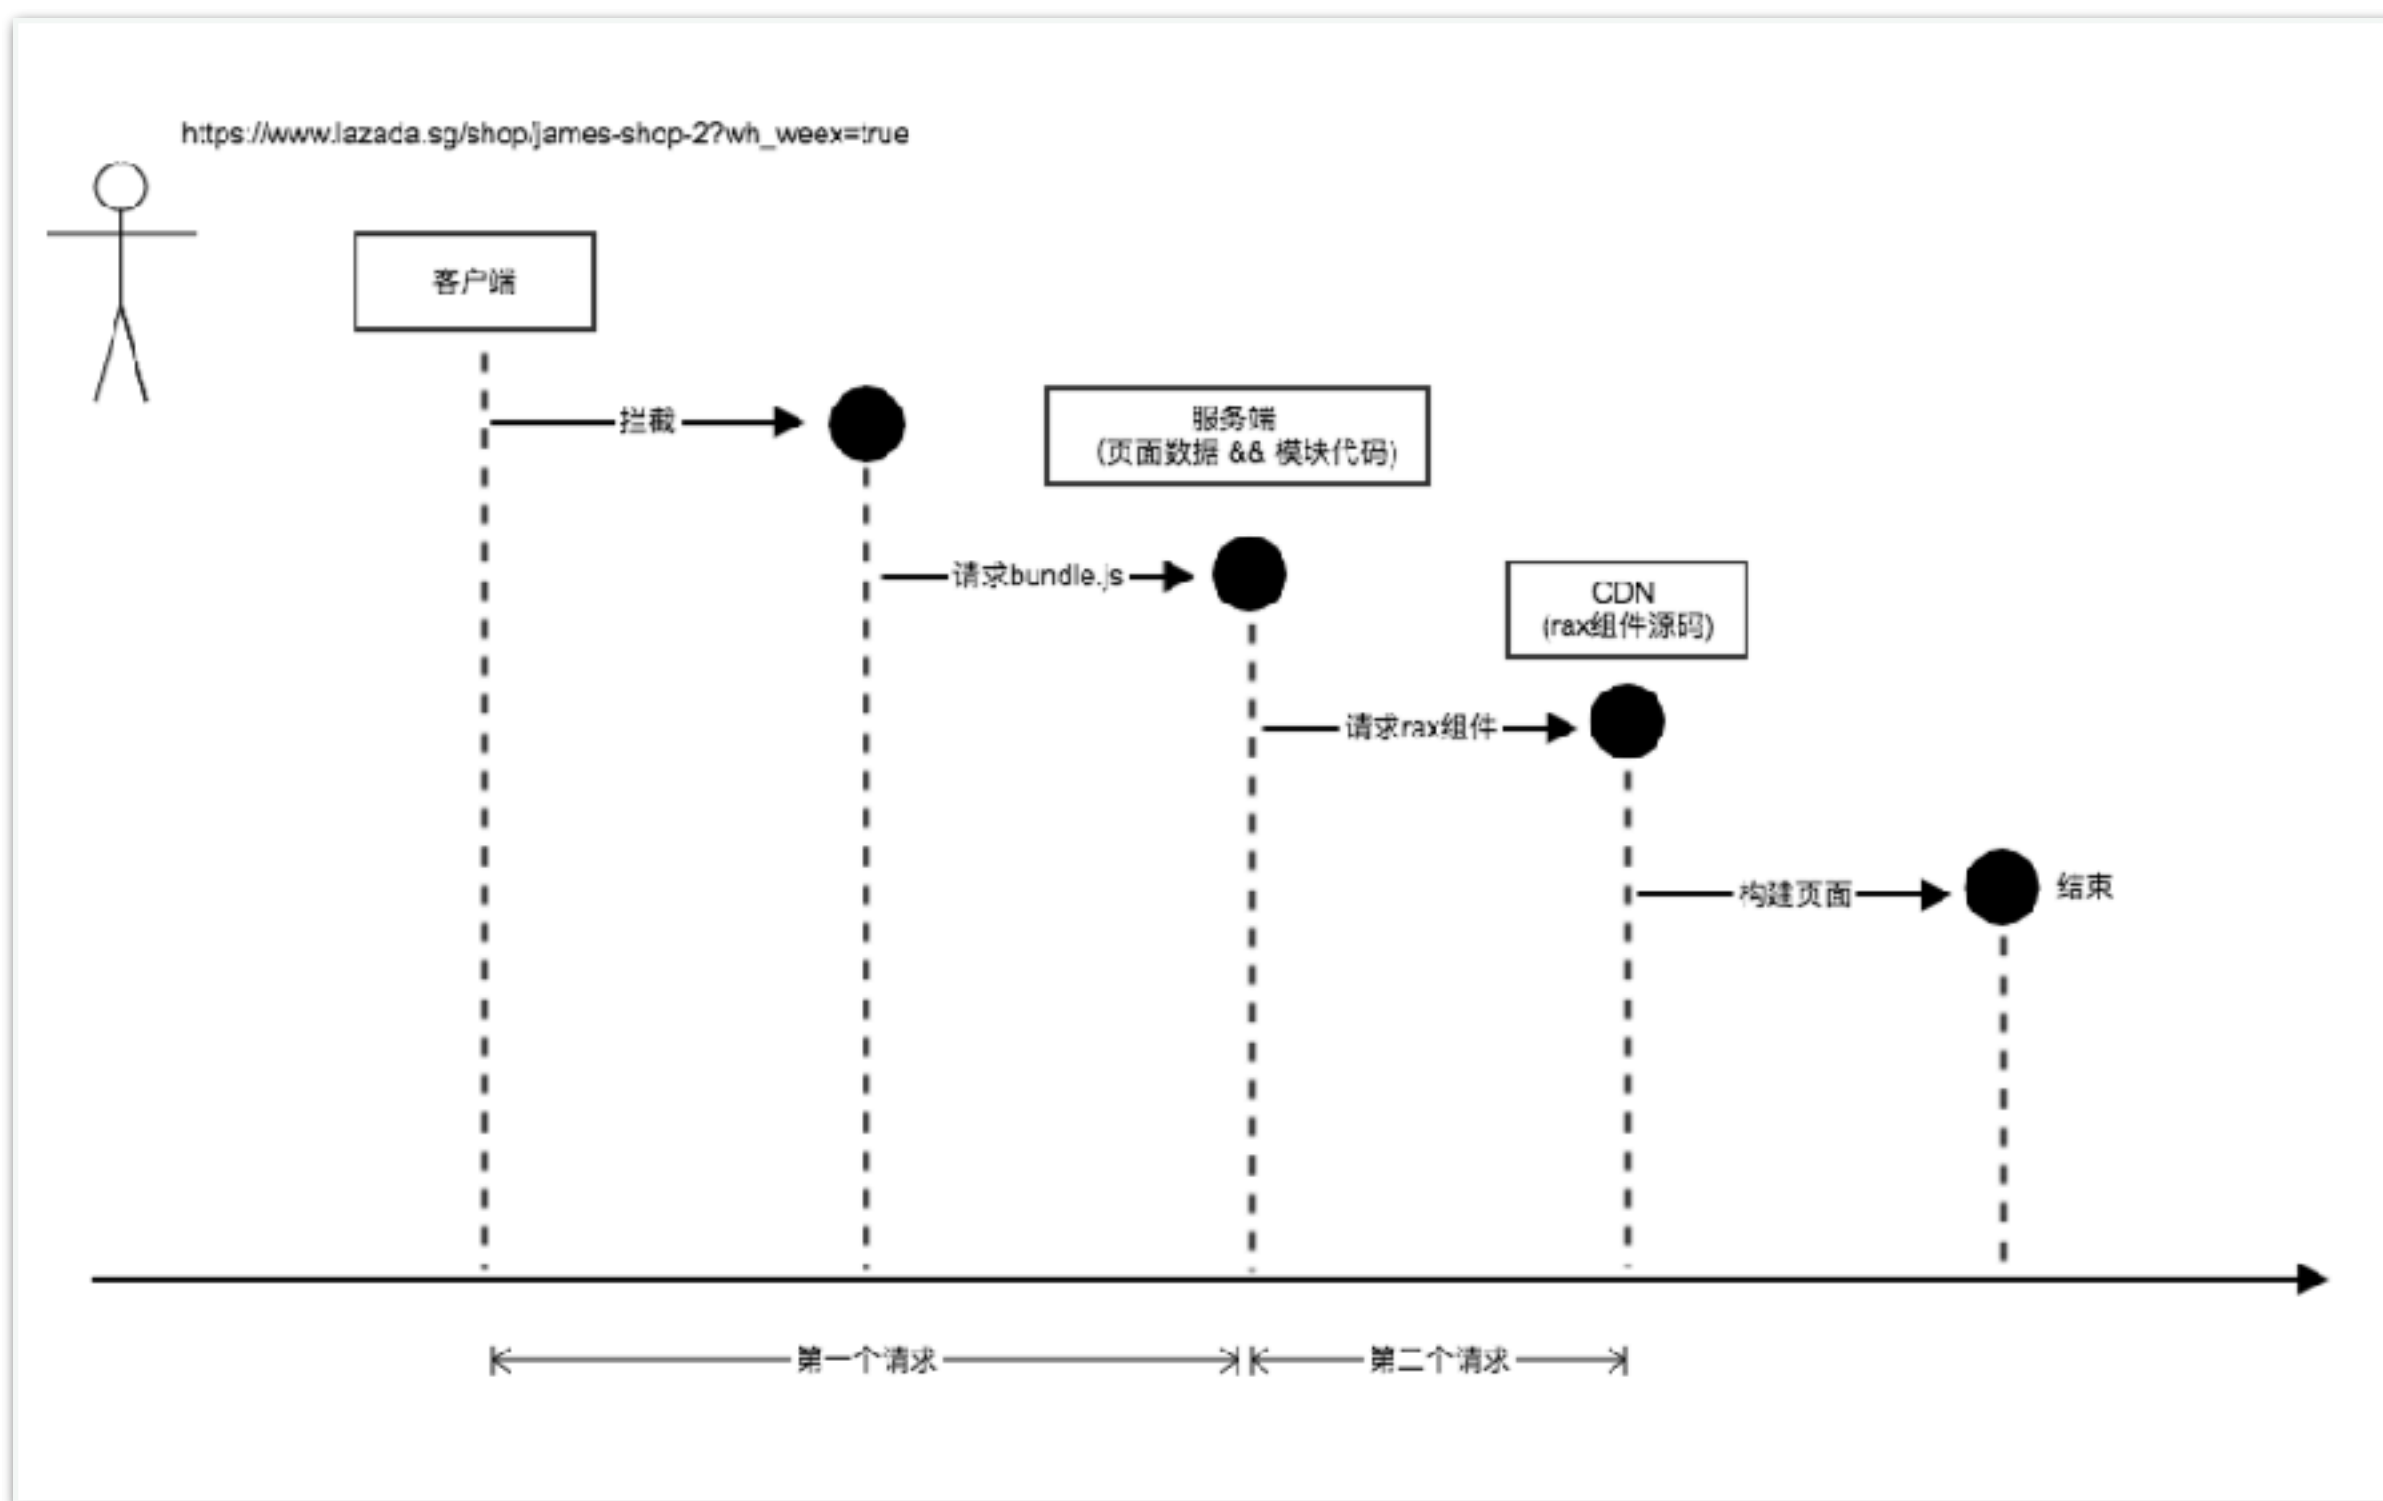 https://www.lazada.sg/shop/james-shop-2?wh_weex=true
客户端
拦截
服务端
（页面数据 && 模块代码）
请求bundle.js
CDN
(rax组件源码)
请求rax组件
构建页面
结束
第一个请求
第二个请求